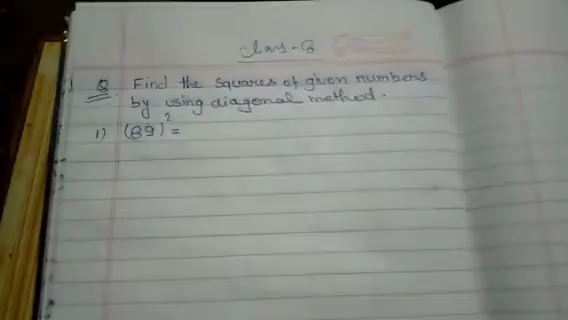 Class-8
Q Find the squares of given numbers
by using diagonal method.
1) (89)² =